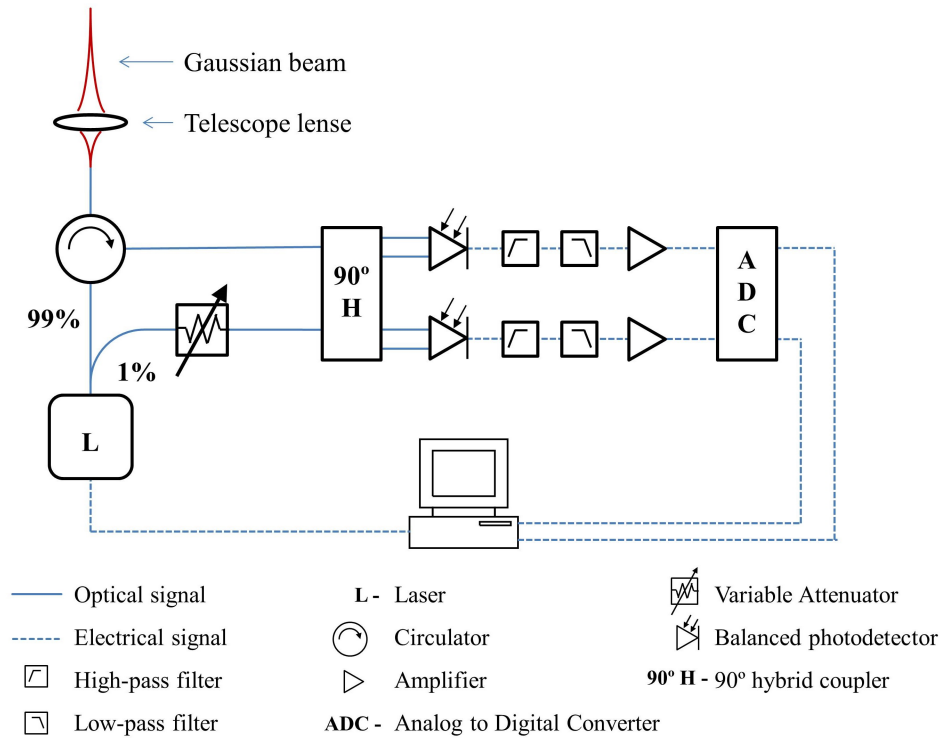 Gaussian beam
Telescope lense
99%
1%
90º
H
A
D
C
L
Optical signal
Electrical signal
High-pass filter
Low-pass filter
L - Laser
Circulator
Amplifier
ADC - Analog to Digital Converter
Variable Attenuator
Balanced photodetector
90º H - 90º hybrid coupler